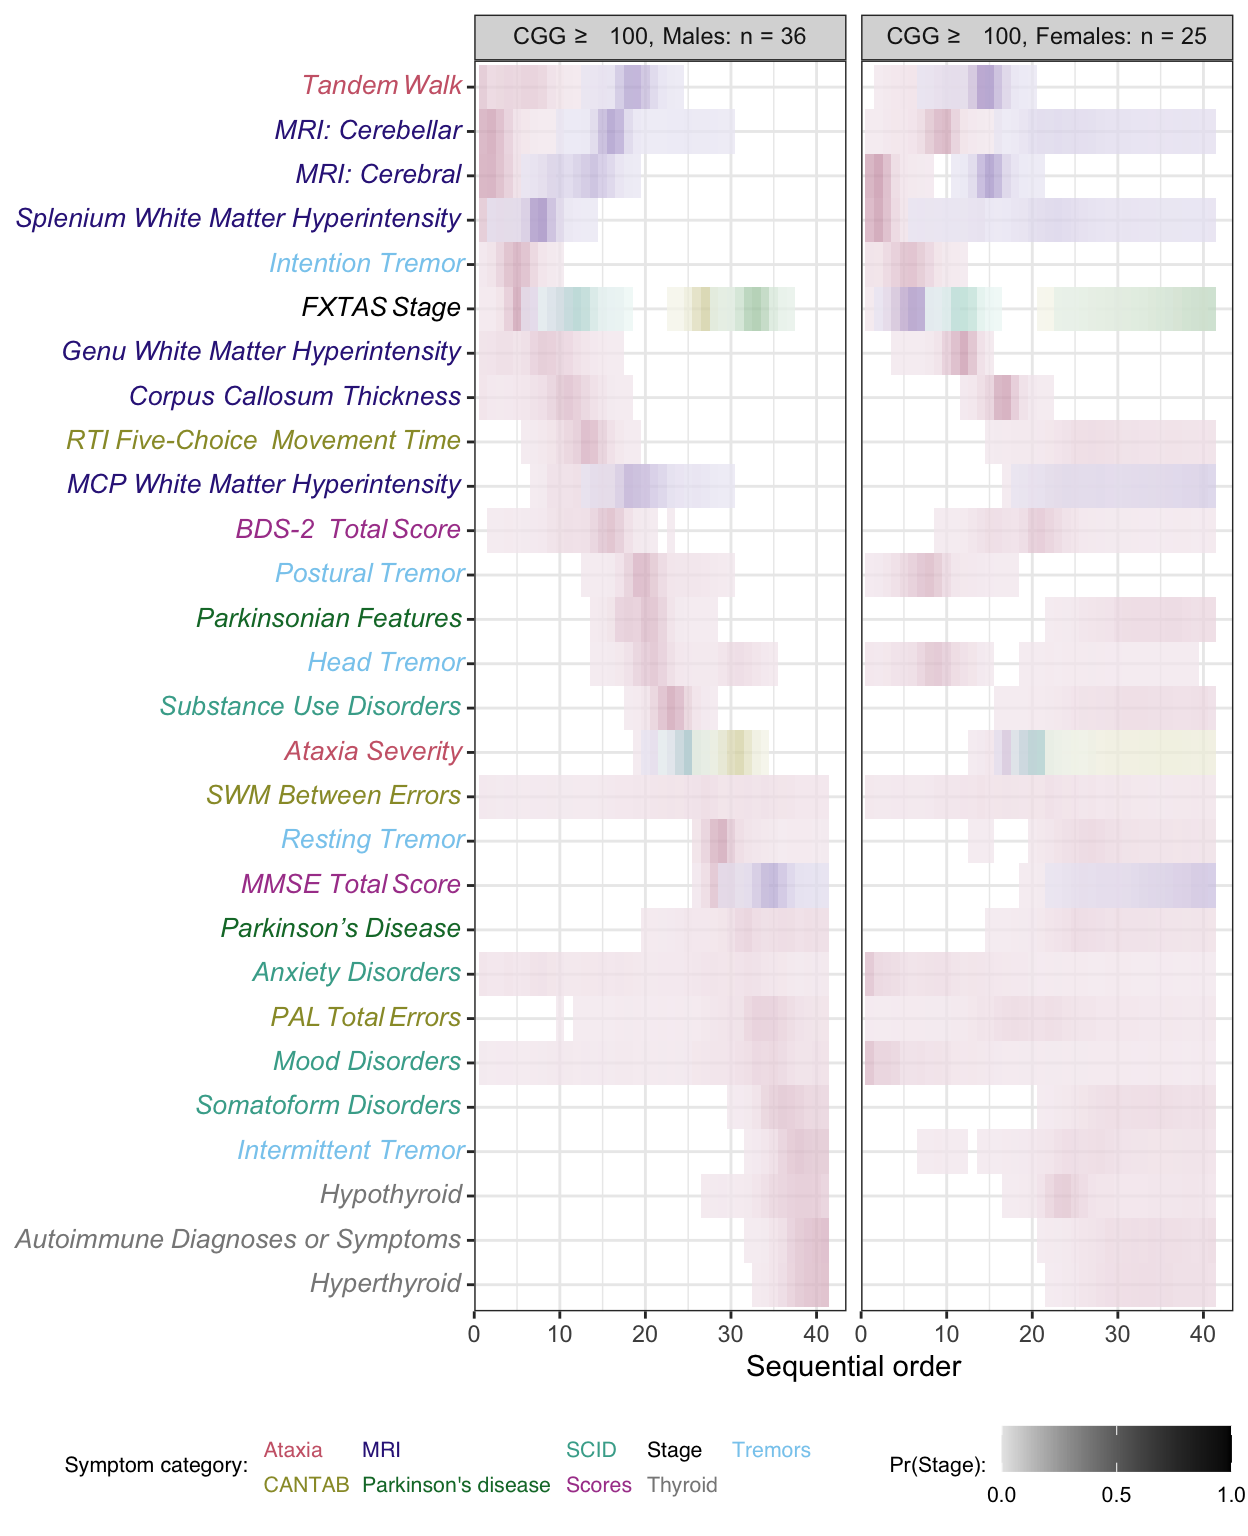 CGG ≥ 100, Males: n = 36
CGG ≥ 100, Females: n = 25
Tandem Walk
MRI: Cerebellar
MRI: Cerebral
Splenium White Matter Hyperintensity
Intention Tremor
FXTAS Stage
Genu White Matter Hyperintensity
Corpus Callosum Thickness
RTI Five-Choice Movement Time
MCP White Matter Hyperintensity
BDS-2 Total Score
Postural Tremor
Parkinsonian Features
Head Tremor
Substance Use Disorders
Ataxia Severity
SWM Between Errors
Resting Tremor
MMSE Total Score
Parkinson’s Disease
Anxiety Disorders
PAL Total Errors
Mood Disorders
Somatoform Disorders
Intermittent Tremor
Hypothyroid
Autoimmune Diagnoses or Symptoms
Hyperthyroid
0 10 20 30 40 0 10 20 30 40
Sequential order
Symptom category:
Ataxia MRI SCID Stage Tremors
CANTAB Parkinson's disease Scores Thyroid
Pr(Stage):
0.0 0.5 1.0